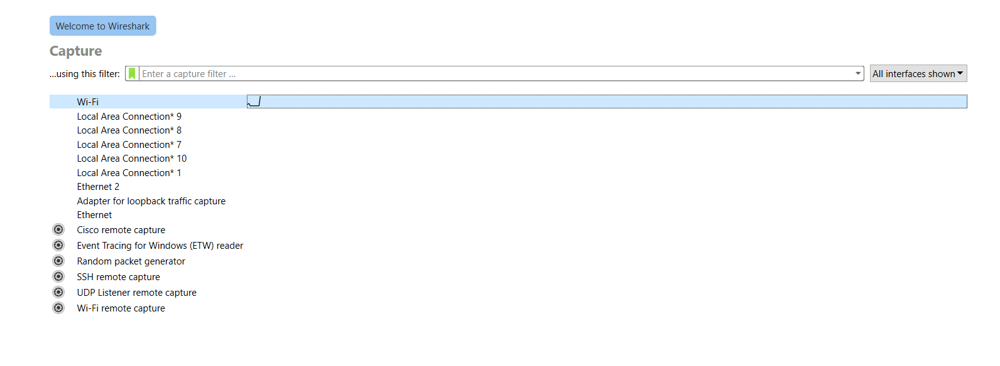 Welcome to Wireshark
Capture
...using this filter: Enter a capture filter ... All interfaces shown
Wi-Fi
Local Area Connection* 9
Local Area Connection* 8
Local Area Connection* 7
Local Area Connection* 10
Local Area Connection* 1
Ethernet 2
Adapter for loopback traffic capture
Ethernet
Cisco remote capture
Event Tracing for Windows (ETW) reader
Random packet generator
SSH remote capture
UDP Listener remote capture
Wi-Fi remote capture